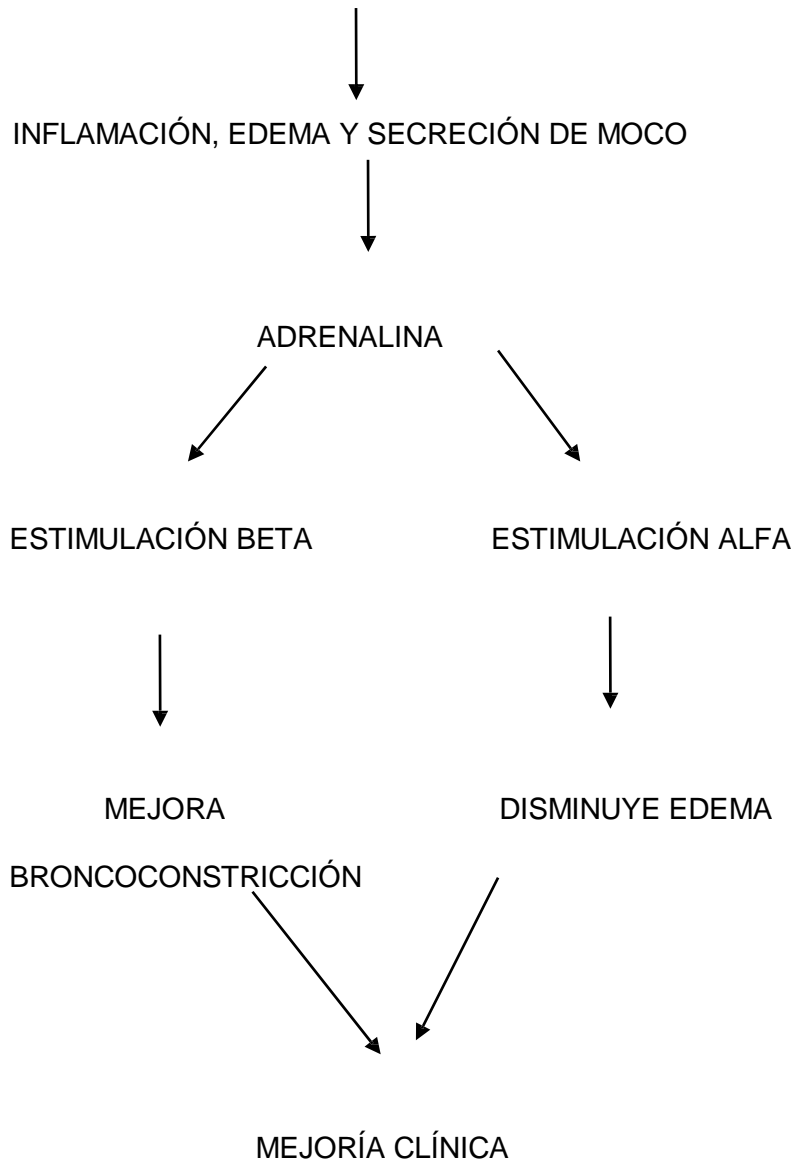 INFLAMACIÓN, EDEMA Y SECRECIÓN DE MOCO
ADRENALINA
ESTIMULACIÓN BETA
ESTIMULACIÓN ALFA
MEJORA
BRONCOCONSTRICCIÓN
DISMINUYE EDEMA
MEJORÍA CLÍNICA